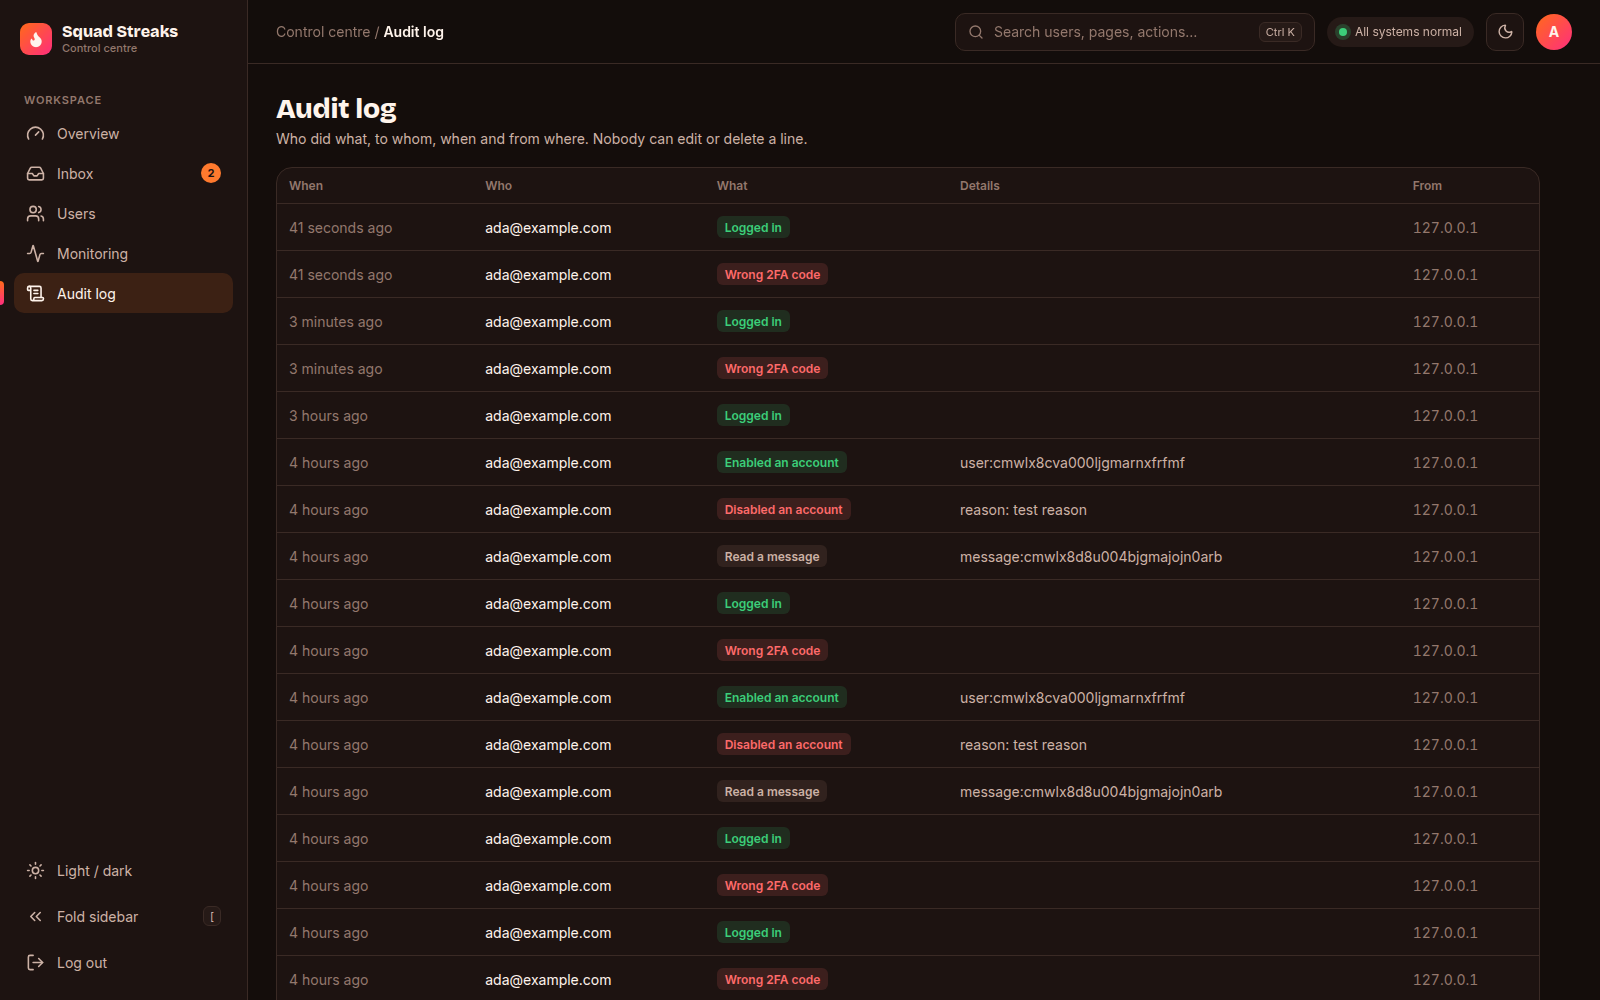 Squad Streaks
Control centre
WORKSPACE
Overview
Inbox 2
Users
Monitoring
Audit log
Light / dark
Fold sidebar [
Log out
Control centre / Audit log
Search users, pages, actions... Ctrl K
All systems normal
A
Audit log
Who did what, to whom, when and from where. Nobody can edit or delete a line.
When Who What Details From
41 seconds ago ada@example.com Logged in 127.0.0.1
41 seconds ago ada@example.com Wrong 2FA code 127.0.0.1
3 minutes ago ada@example.com Logged in 127.0.0.1
3 minutes ago ada@example.com Wrong 2FA code 127.0.0.1
3 hours ago ada@example.com Logged in 127.0.0.1
4 hours ago ada@example.com Enabled an account user:cmwlx8cva000ljgmarnxfrfmf 127.0.0.1
4 hours ago ada@example.com Disabled an account reason: test reason 127.0.0.1
4 hours ago ada@example.com Read a message message:cmwlx8d8u004bjgmajojn0arb 127.0.0.1
4 hours ago ada@example.com Logged in 127.0.0.1
4 hours ago ada@example.com Wrong 2FA code 127.0.0.1
4 hours ago ada@example.com Enabled an account user:cmwlx8cva000ljgmarnxfrfmf 127.0.0.1
4 hours ago ada@example.com Disabled an account reason: test reason 127.0.0.1
4 hours ago ada@example.com Read a message message:cmwlx8d8u004bjgmajojn0arb 127.0.0.1
4 hours ago ada@example.com Logged in 127.0.0.1
4 hours ago ada@example.com Wrong 2FA code 127.0.0.1
4 hours ago ada@example.com Logged in 127.0.0.1
4 hours ago ada@example.com Wrong 2FA code 127.0.0.1